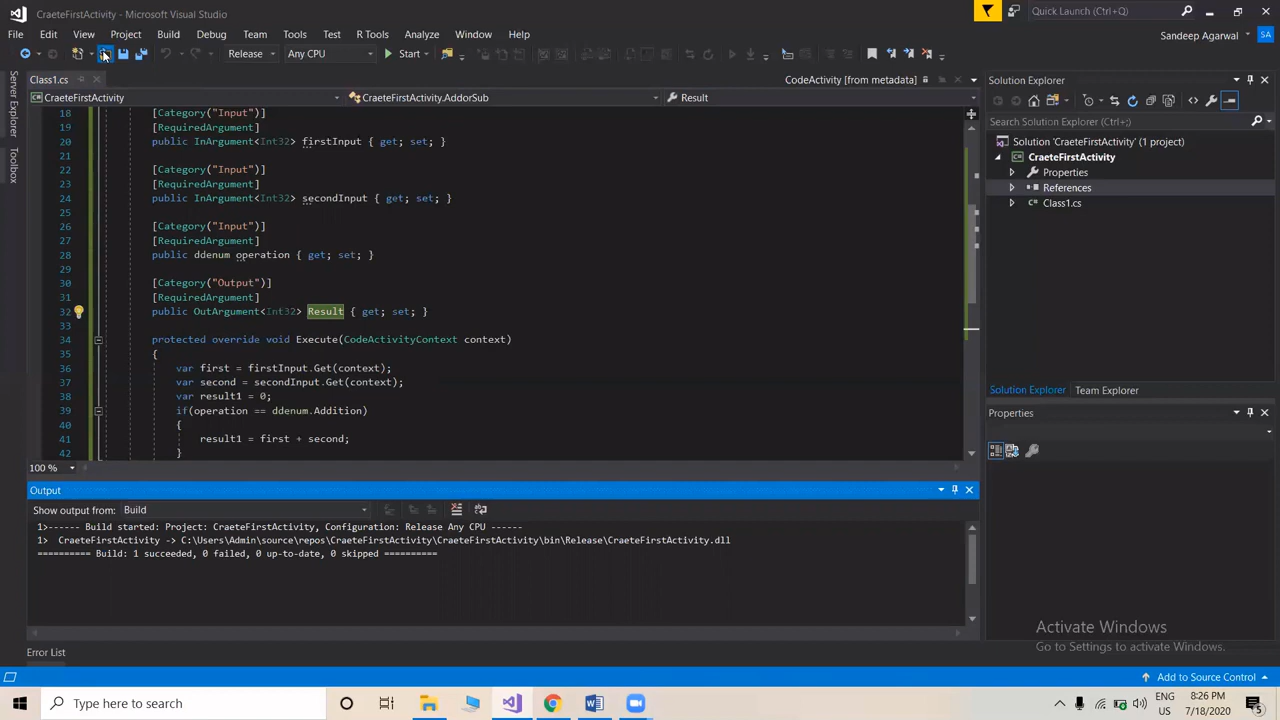 CraeteFirstActivity - Microsoft Visual Studio
Quick Launch (Ctrl+Q)
File Edit View Project Build Debug Team Tools Test R Tools Analyze Window Help
Sandeep Agarwal SA
Release Any CPU Start
Server Explorer
Toolbox
Class1.cs
CodeActivity [from metadata]
CraeteFirstActivity
CraeteFirstActivity.AddorSub
Result
18 [Category("Input")]
19 [RequiredArgument]
20 public InArgument<Int32> firstInput { get; set; }
21
22 [Category("Input")]
23 [RequiredArgument]
24 public InArgument<Int32> secondInput { get; set; }
25
26 [Category("Input")]
27 [RequiredArgument]
28 public ddenum operation { get; set; }
29
30 [Category("Output")]
31 [RequiredArgument]
32 public OutArgument<Int32> Result { get; set; }
33
34 protected override void Execute(CodeActivityContext context)
35 {
36 var first = firstInput.Get(context);
37 var second = secondInput.Get(context);
38 var result1 = 0;
39 if(operation == ddenum.Addition)
40 {
41 result1 = first + second;
42 }
100 %
Output
Show output from: Build
1>------ Build started: Project: CraeteFirstActivity, Configuration: Release Any CPU ------
1> CraeteFirstActivity -> C:\Users\Admin\source\repos\CraeteFirstActivity\CraeteFirstActivity\bin\Release\CraeteFirstActivity.dll
========== Build: 1 succeeded, 0 failed, 0 up-to-date, 0 skipped ==========
Error List
Solution Explorer
Search Solution Explorer (Ctrl+;)
Solution 'CraeteFirstActivity' (1 project)
CraeteFirstActivity
Properties
References
Class1.cs
Solution Explorer Team Explorer
Properties
Activate Windows
Go to Settings to activate Windows.
Add to Source Control
Type here to search
ENG
US
8:26 PM
7/18/2020
5